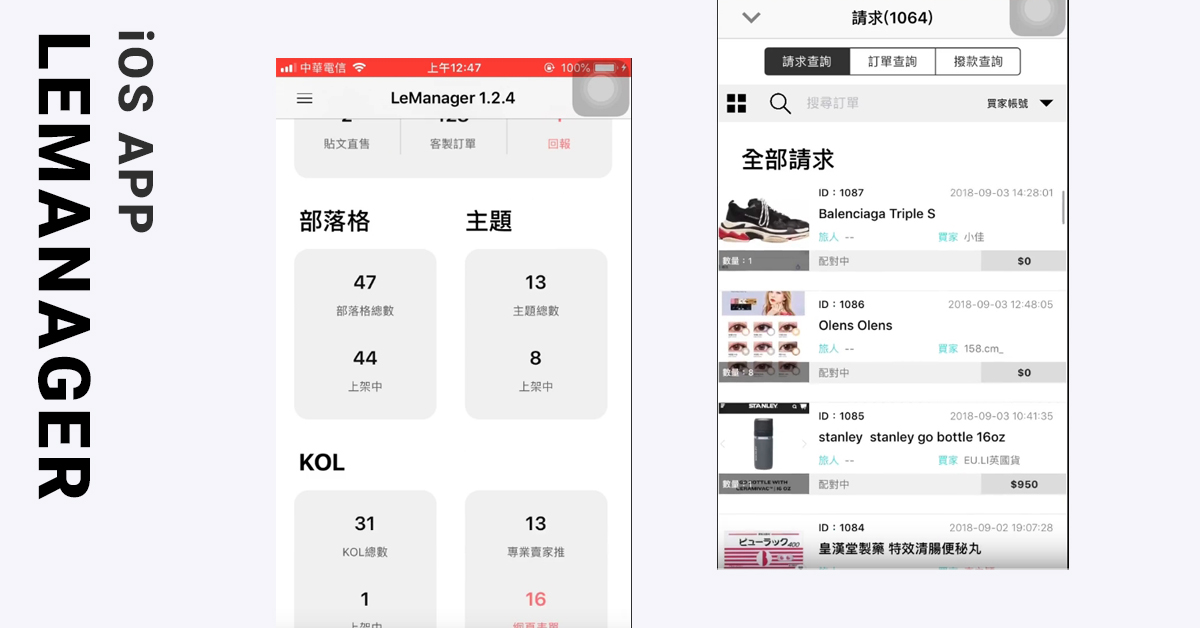 iOS APP
LEMANAGER
中華電信
上午12:47
100%
LeManager 1.2.4
貼文直售
客製訂單
回報
部落格
主題
47
部落格總數
44
上架中
13
主題總數
8
上架中
KOL
31
KOL總數
1
上架中
13
專業賣家推
16
請求(1064)
請求查詢
訂單查詢
撥款查詢
搜尋訂單
買家帳號
全部請求
ID：1087
2018-09-03 14:28:01
Balenciaga Triple S
旅人 --
買家 小佳
數量：1
配對中
$0
ID：1086
2018-09-03 12:48:05
Olens Olens
旅人 --
買家 158.cm_
數量：8
配對中
$0
STANLEY
ID：1085
2018-09-03 10:41:35
stanley stanley go bottle 16oz
旅人 --
買家 EU.LI英國貨
數量：
配對中
$950
ID：1084
2018-09-02 19:07:28
皇漢堂製藥 特效清腸便秘丸
ビューラック400